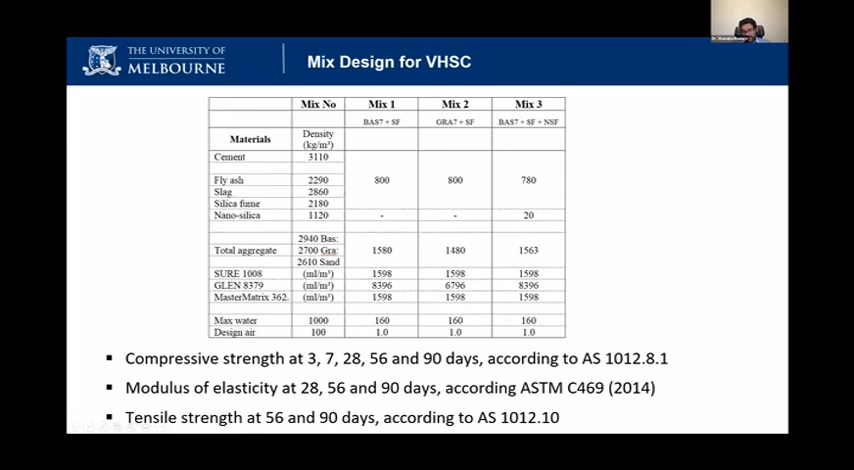 THE UNIVERSITY OF
MELBOURNE
Mix Design for VHSC
Mix No Mix 1 Mix 2 Mix 3
BAS7 + SF GRA7 + SF BAS7 + SF + NSF
Materials Density (kg/m³)
Cement 3110
Fly ash 2290 800 800 780
Slag 2860
Silica fume 2180
Nano-silica 1120 - - 20
2940 Bas:
Total aggregate 2700 Gra: 1580 1480 1563
2610 Sand
SURE 1008 (ml/m³) 1598 1598 1598
GLEN 8379 (ml/m³) 8396 6796 8396
MasterMatrix 362. (ml/m³) 1598 1598 1598
Max water 1000 160 160 160
Design air 100 1.0 1.0 1.0
▪ Compressive strength at 3, 7, 28, 56 and 90 days, according to AS 1012.8.1
▪ Modulus of elasticity at 28, 56 and 90 days, according ASTM C469 (2014)
▪ Tensile strength at 56 and 90 days, according to AS 1012.10